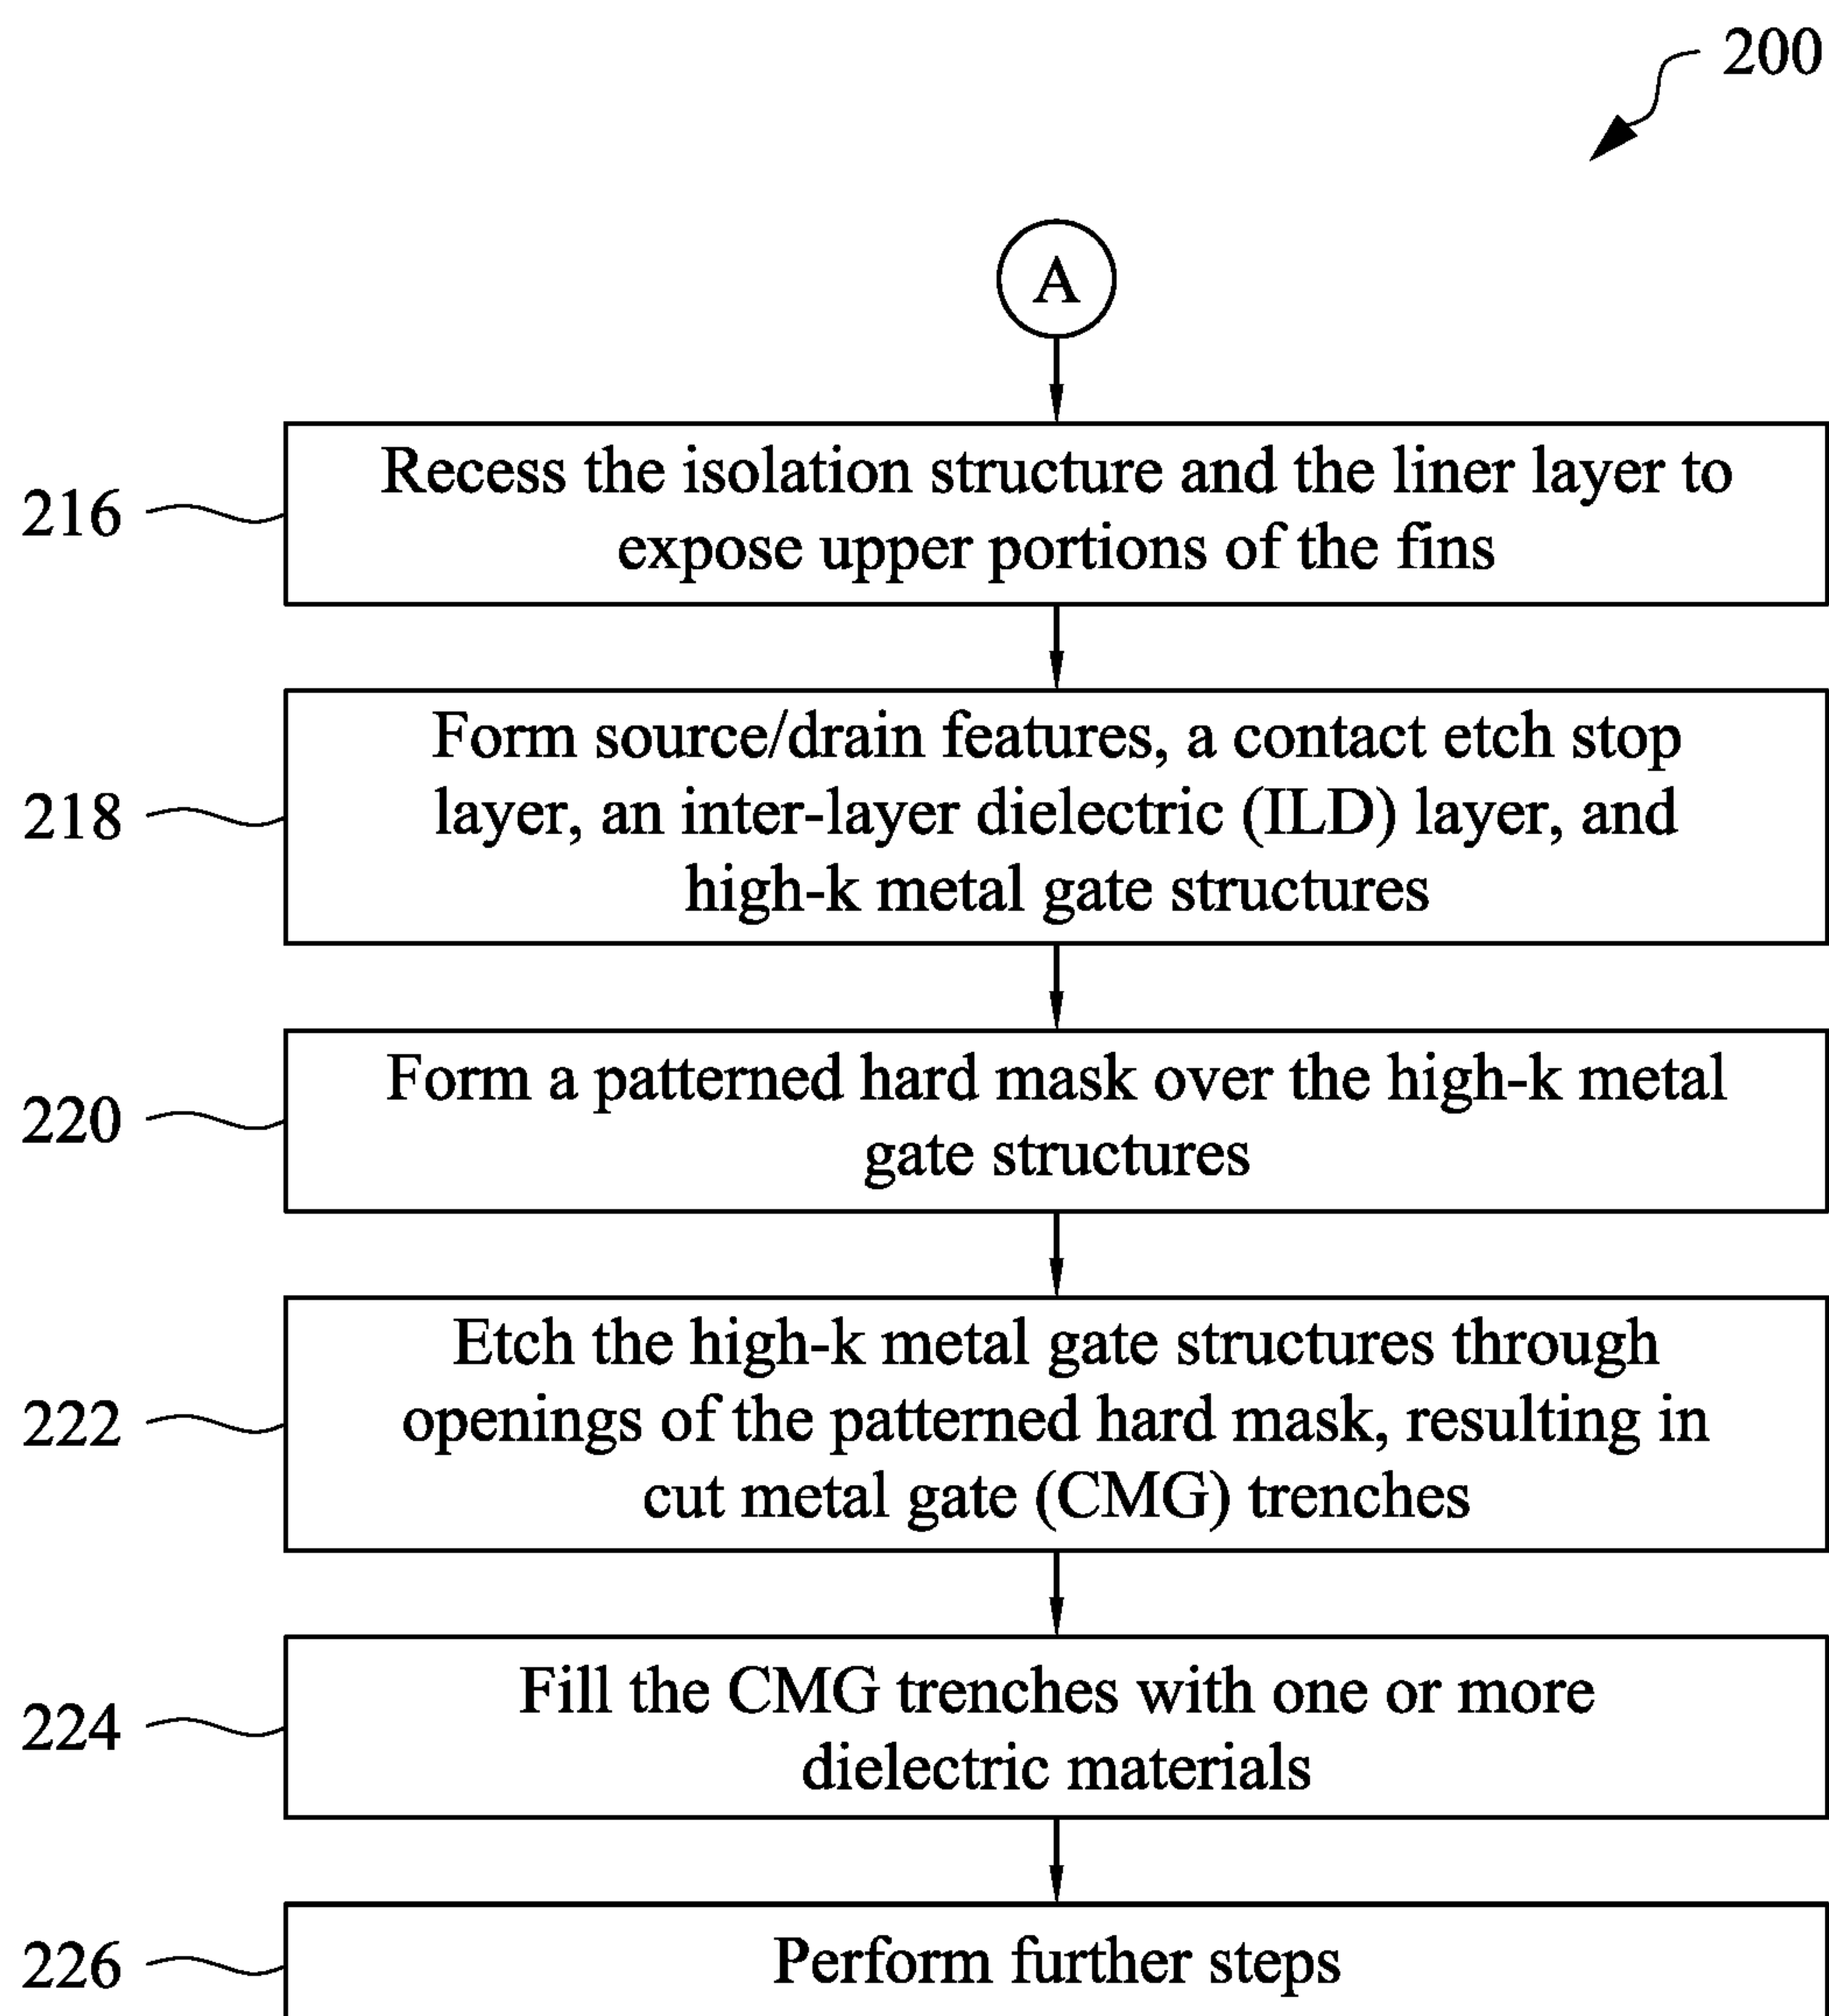 200
A
216
Recess the isolation structure and the liner layer to
expose upper portions of the fins
218
Form source/drain features, a contact etch stop
layer, an inter-layer dielectric (ILD) layer, and
high-k metal gate structures
220
Form a patterned hard mask over the high-k metal
gate structures
222
Etch the high-k metal gate structures through
openings of the patterned hard mask, resulting in
cut metal gate (CMG) trenches
224
Fill the CMG trenches with one or more
dielectric materials
226
Perform further steps